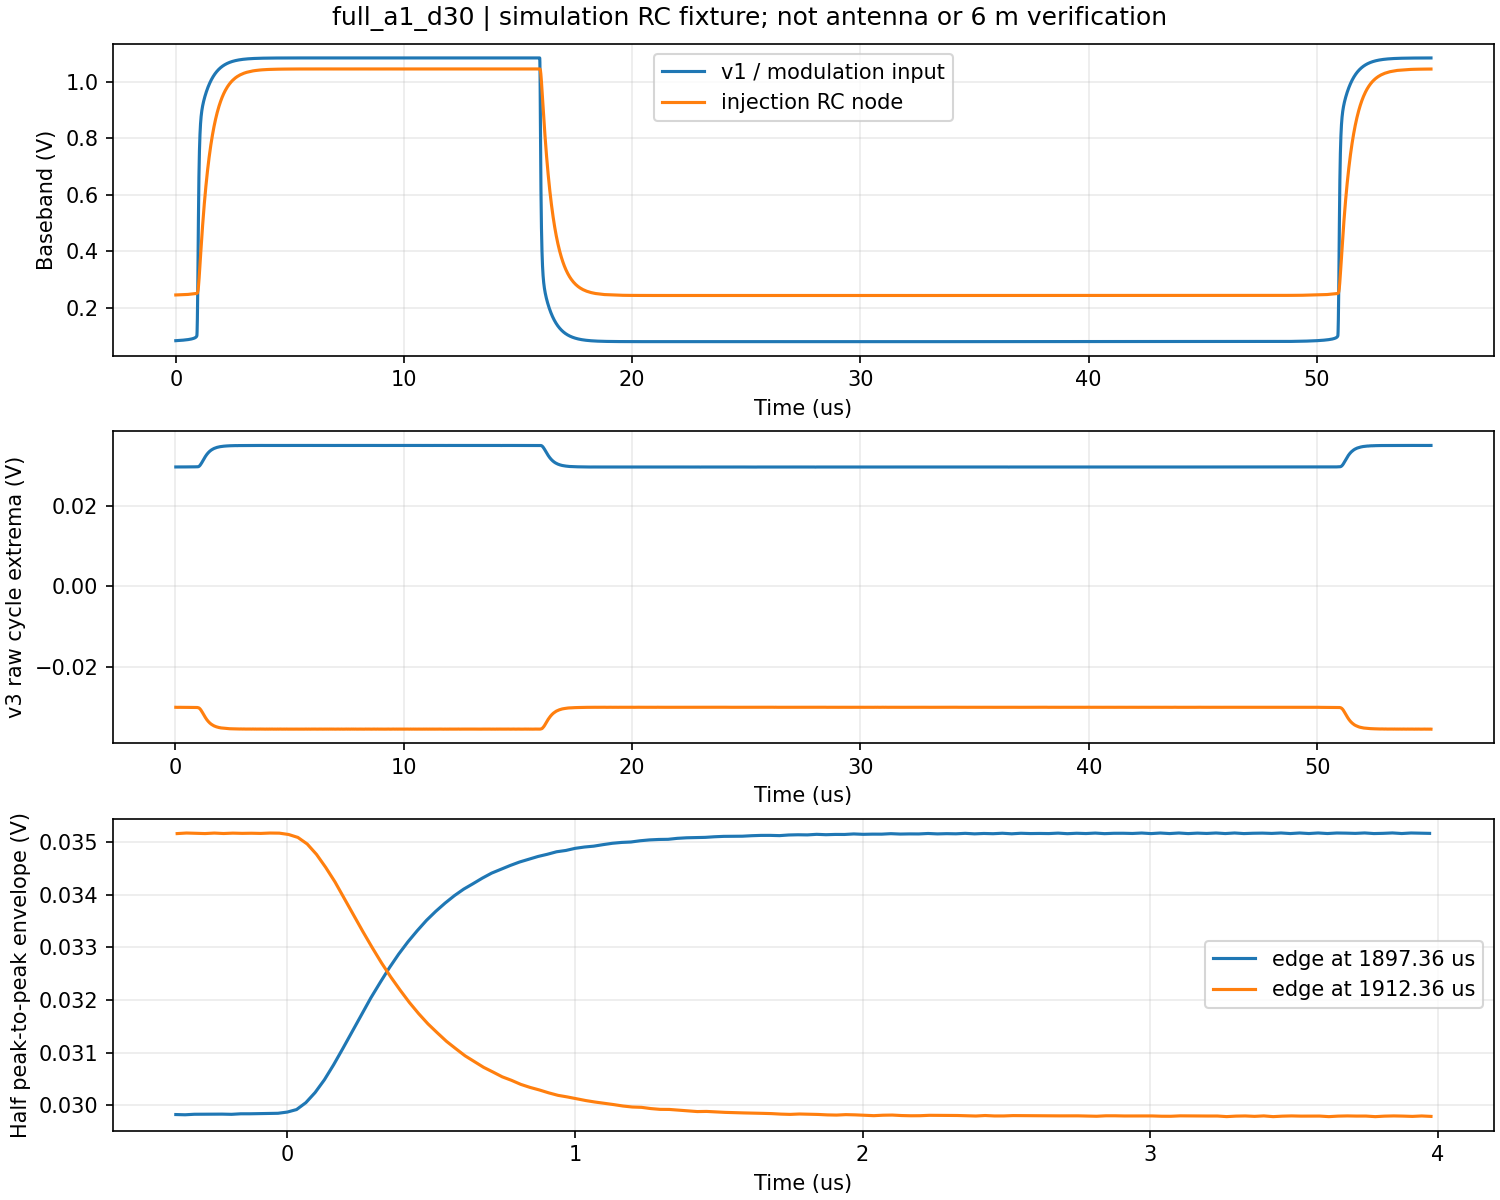 full_a1_d30 | simulation RC fixture; not antenna or 6 m verification
Baseband (V)
1.0
0.8
0.6
0.4
0.2
v1 / modulation input
injection RC node
0 10 20 30 40 50
Time (us)
v3 raw cycle extrema (V)
0.02
0.00
−0.02
0 10 20 30 40 50
Time (us)
Half peak-to-peak envelope (V)
0.035
0.034
0.033
0.032
0.031
0.030
edge at 1897.36 us
edge at 1912.36 us
0 1 2 3 4
Time (us)